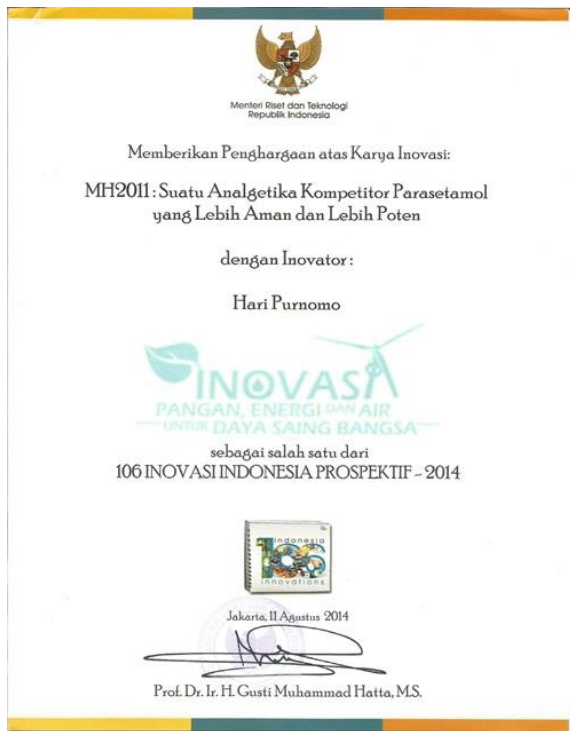 Menteri Riset dan Teknologi
Republik Indonesia
Memberikan Penghargaan atas Karya Inovasi:
MH2011 : Suatu Analgetika Kompetitor Parasetamol
yang Lebih Aman dan Lebih Poten
dengan Inovator :
Hari Purnomo
INOVASI
PANGAN, ENERGI DAN AIR
UNTUK DAYA SAING BANGSA
sebagai salah satu dari
106 INOVASI INDONESIA PROSPEKTIF - 2014
indonesia
106
innovations
Jakarta, 11 Agustus 2014
Prof. Dr. Ir. H. Gusti Muhammad Hatta, M.S.